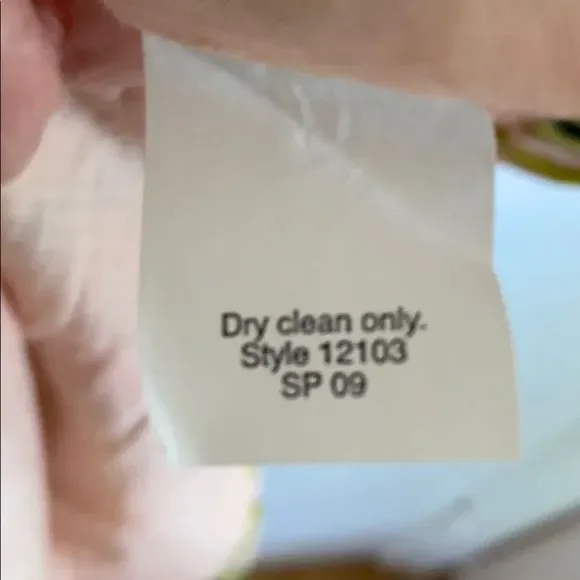 Dry clean only.
Style 12103
SP 09